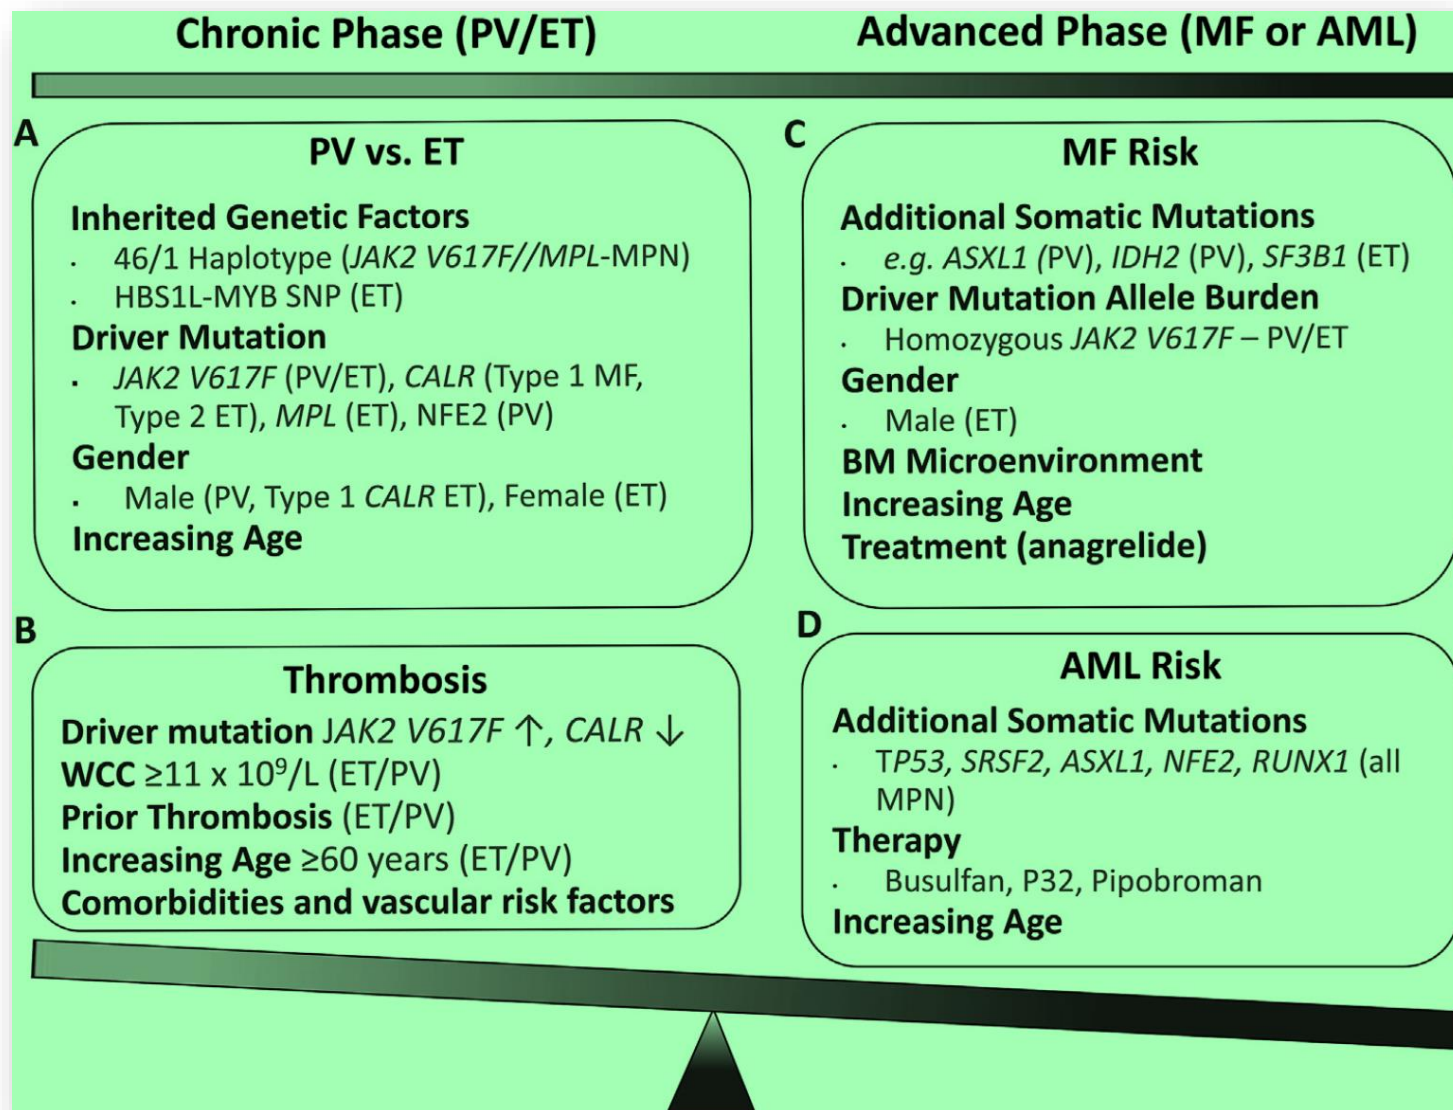 Chronic Phase (PV/ET)
Advanced Phase (MF or AML)
A
PV vs. ET
Inherited Genetic Factors
· 46/1 Haplotype (JAK2 V617F//MPL-MPN)
· HBS1L-MYB SNP (ET)
Driver Mutation
· JAK2 V617F (PV/ET), CALR (Type 1 MF,
Type 2 ET), MPL (ET), NFE2 (PV)
Gender
· Male (PV, Type 1 CALR ET), Female (ET)
Increasing Age
B
Thrombosis
Driver mutation JAK2 V617F ↑, CALR ↓
WCC ≥11 x 10⁹/L (ET/PV)
Prior Thrombosis (ET/PV)
Increasing Age ≥60 years (ET/PV)
Comorbidities and vascular risk factors
C
MF Risk
Additional Somatic Mutations
· e.g. ASXL1 (PV), IDH2 (PV), SF3B1 (ET)
Driver Mutation Allele Burden
· Homozygous JAK2 V617F – PV/ET
Gender
· Male (ET)
BM Microenvironment
Increasing Age
Treatment (anagrelide)
D
AML Risk
Additional Somatic Mutations
· TP53, SRSF2, ASXL1, NFE2, RUNX1 (all
MPN)
Therapy
· Busulfan, P32, Pipobroman
Increasing Age